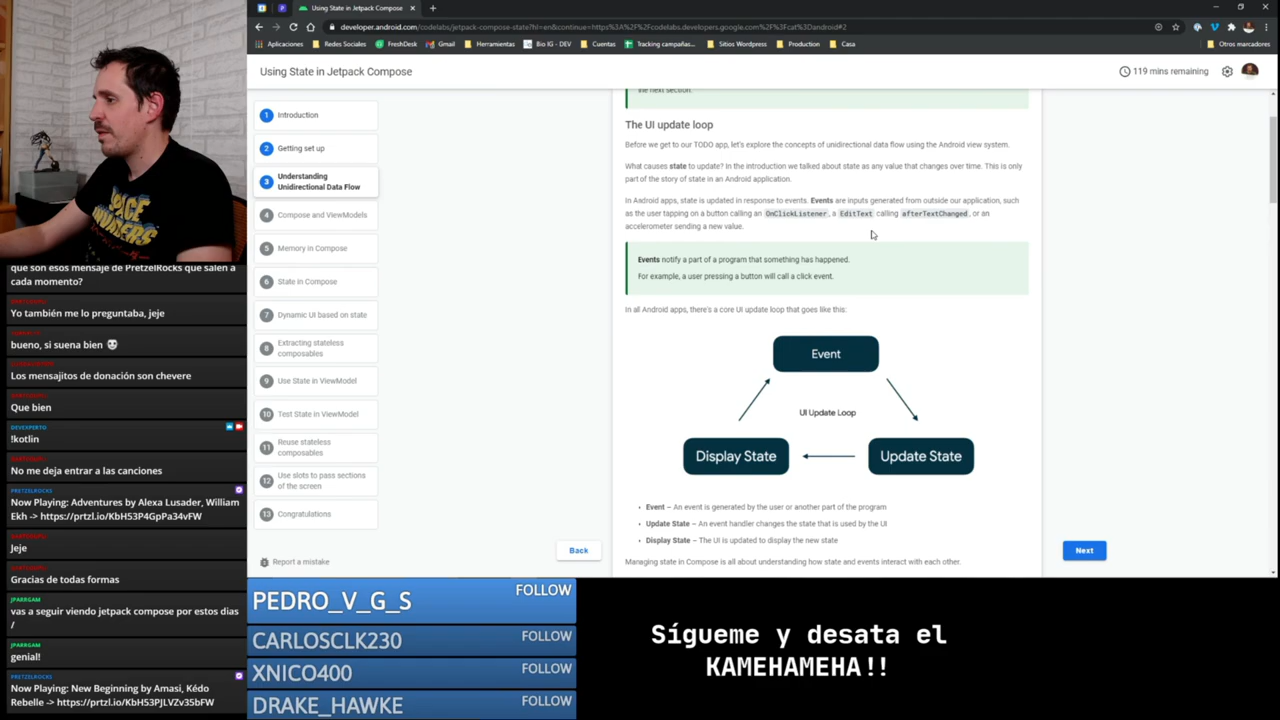 Using State in Jetpack Compose
developer.android.com/codelabs/jetpack-compose-state?hl=en&continue=https%3A%2F%2Fcodelabs.developers.google.com%2F%3Fcat%3Dandroid#2
Aplicaciones
Redes Sociales
FreshDesk
Gmail
Herramientas
Bio IG - DEV
Cuentas
Tracking campañas...
Sitios Wordpress
Production
Casa
Otros marcadores
Using State in Jetpack Compose
119 mins remaining
1 Introduction
2 Getting set up
3 Understanding
Unidirectional Data Flow
4 Compose and ViewModels
5 Memory in Compose
6 State in Compose
7 Dynamic UI based on state
8 Extracting stateless
composables
9 Use State in ViewModel
10 Test State in ViewModel
11 Reuse stateless
composables
12 Use slots to pass sections
of the screen
13 Congratulations
Report a mistake
the next section.
The UI update loop
Before we get to our TODO app, let's explore the concepts of unidirectional data flow using the Android view system.
What causes state to update? In the introduction we talked about state as any value that changes over time. This is only
part of the story of state in an Android application.
In Android apps, state is updated in response to events. Events are inputs generated from outside our application, such
as the user tapping on a button calling an OnClickListener, a EditText calling afterTextChanged, or an
accelerometer sending a new value.
Events notify a part of a program that something has happened.
For example, a user pressing a button will call a click event.
In all Android apps, there's a core UI update loop that goes like this:
Event
UI Update Loop
Display State
Update State
• Event – An event is generated by the user or another part of the program
• Update State – An event handler changes the state that is used by the UI
• Display State – The UI is updated to display the new state
Managing state in Compose is all about understanding how state and events interact with each other.
Back
Next
JOICE
que son esos mensaje de PretzelRocks que salen a
cada momento?
Yo también me lo preguntaba, jeje
bueno, si suena bien
Los mensajitos de donación son chevere
Que bien
DEVEXPERTO
!kotlin
No me deja entrar a las canciones
PRETZELROCKS
Now Playing: Adventures by Alexa Lusader, William
Ekh -> https://prtzl.io/KbH53P4GpPa34vFW
Jeje
Gracias de todas formas
JPARRGAM
vas a seguir viendo jetpack compose por estos dias
/
JPARRGAM
genial!
PRETZELROCKS
Now Playing: New Beginning by Amasi, Kédo
Rebelle -> https://prtzl.io/KbH53PJLVZv35bFW
PEDRO_V_G_S FOLLOW
CARLOSCLK230 FOLLOW
XNICO400 FOLLOW
DRAKE_HAWKE FOLLOW
Sígueme y desata el
KAMEHAMEHA!!